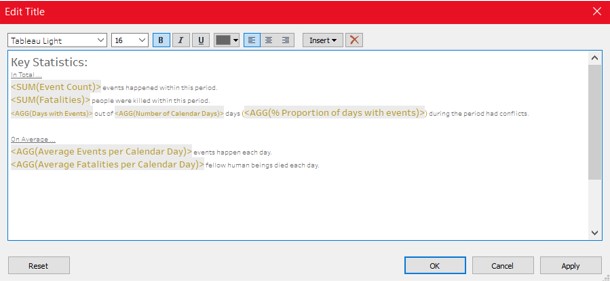 Edit Title
Tableau Light 16 B I U Insert
Key Statistics:
In Total ...
<SUM(Event Count)> events happened within this period.
<SUM(Fatalities)> people were killed within this period.
<AGG(Days with Events)> out of <AGG(Number of Calendar Days)> days (<AGG(% Proportion of days with events)>) during the period had conflicts.
On Average ...
<AGG(Average Events per Calendar Day)> events happen each day.
<AGG(Average Fatalities per Calendar Day)> fellow human beings died each day.
Reset OK Cancel Apply